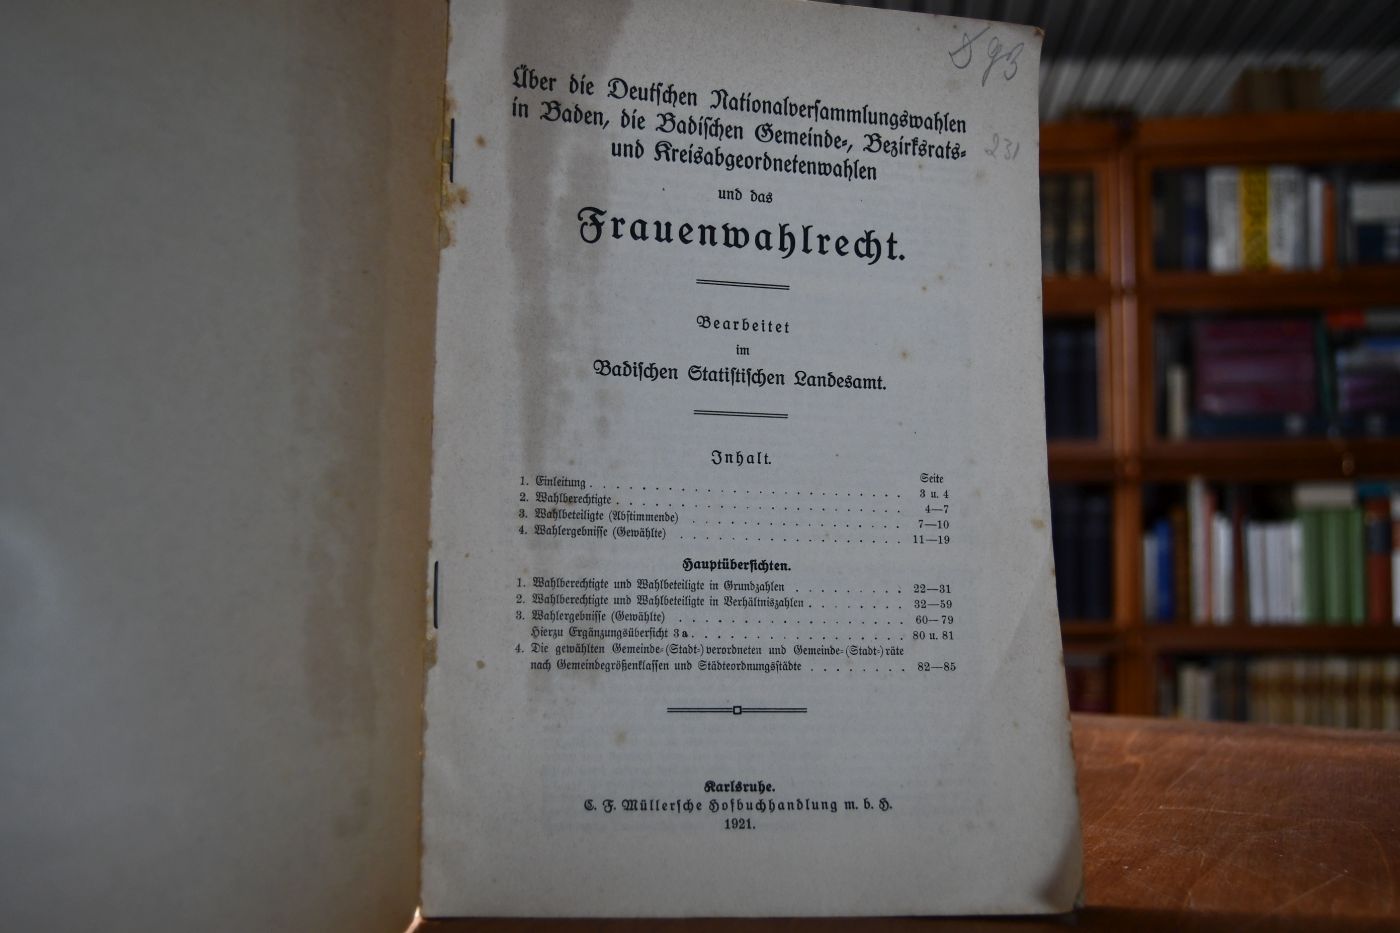 Über die Deutschen Nationalversammlungswahlen
in Baden, die Badischen Gemeinde-, Bezirksrats-
und Kreisabgeordnetenwahlen
und das
Frauenwahlrecht.
Bearbeitet
im
Badischen Statistischen Landesamt.
Inhalt.
Seite
1. Einleitung . . . . . . . . . . . . . . . . . . . . . . . . 3 u. 4
2. Wahlberechtigte . . . . . . . . . . . . . . . . . . . . . . 4—7
3. Wahlbeteiligte (Abstimmende) . . . . . . . . . . . . . . . . 7—10
4. Wahlergebnisse (Gewählte) . . . . . . . . . . . . . . . . . 11—19
Hauptübersichten.
1. Wahlberechtigte und Wahlbeteiligte in Grundzahlen . . . . . . . . 22—31
2. Wahlberechtigte und Wahlbeteiligte in Verhältniszahlen . . . . . . . 32—59
3. Wahlergebnisse (Gewählte) . . . . . . . . . . . . . . . . . 60—79
Hierzu Ergänzungsübersicht 3a . . . . . . . . . . . . . . . . 80 u. 81
4. Die gewählten Gemeinde-(Stadt-)verordneten und Gemeinde-(Stadt-)räte
nach Gemeindegrößenklassen und Städteordnungsstädte . . . . . . . . 82—85
Karlsruhe.
C. F. Müllersche Hofbuchhandlung m. b. H.
1921.
231